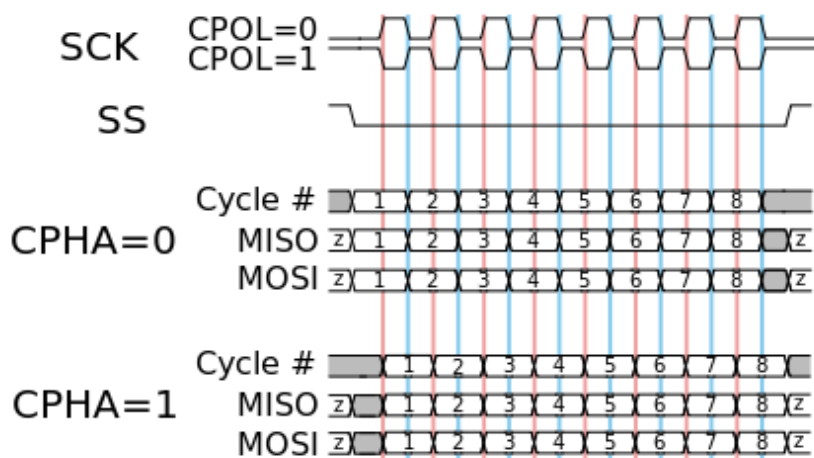 SCK CPOL=0
CPOL=1
SS
Cycle # 1 2 3 4 5 6 7 8
CPHA=0 MISO z 1 2 3 4 5 6 7 8 z
MOSI z 1 2 3 4 5 6 7 8 z
Cycle # 1 2 3 4 5 6 7 8
CPHA=1 MISO z 1 2 3 4 5 6 7 8 z
MOSI z 1 2 3 4 5 6 7 8 z